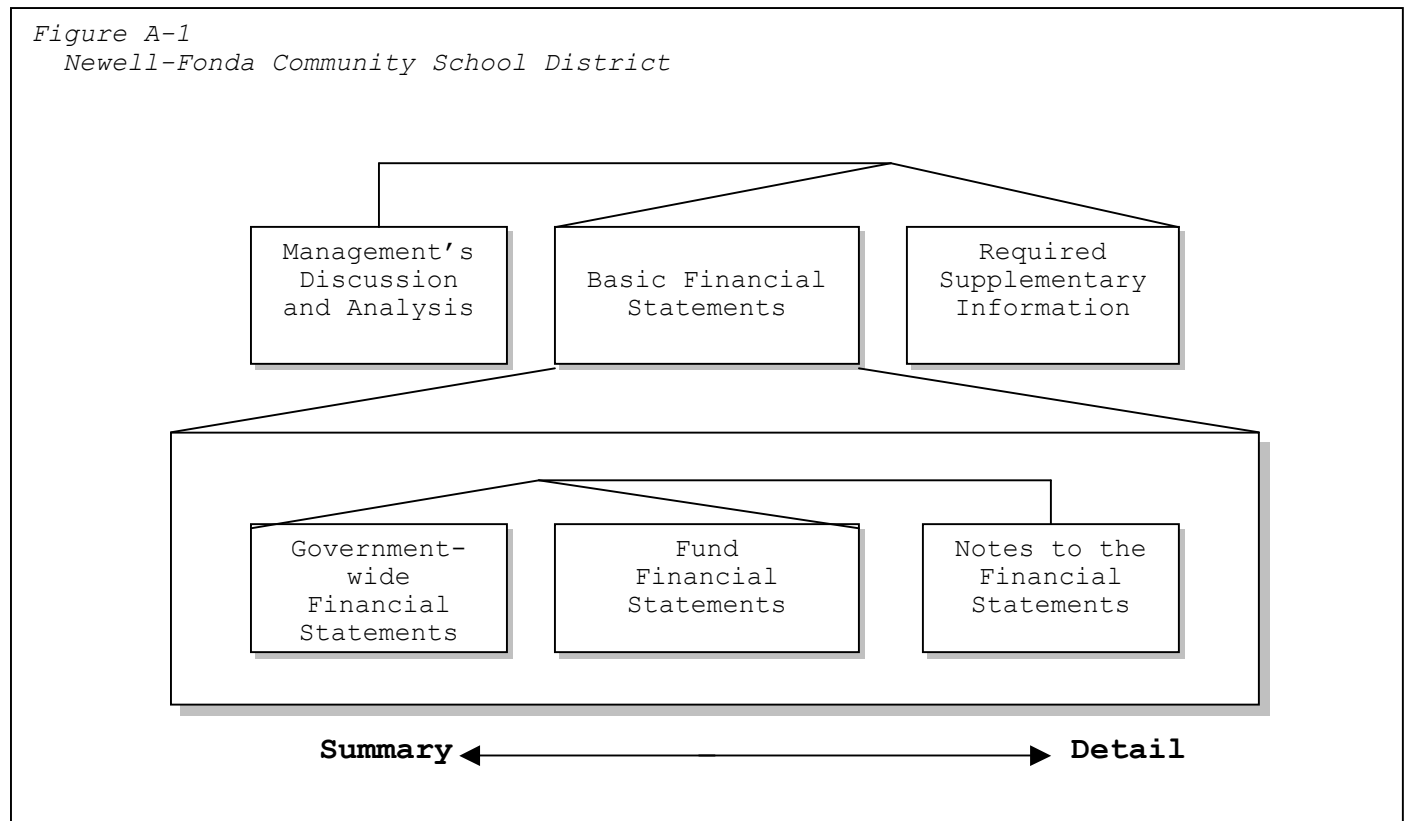 Figure A-1
Newell-Fonda Community School District
Management’s
Discussion
and Analysis
Basic Financial
Statements
Required
Supplementary
Information
Government-
wide
Financial
Statements
Fund
Financial
Statements
Notes to the
Financial
Statements
Summary
Detail